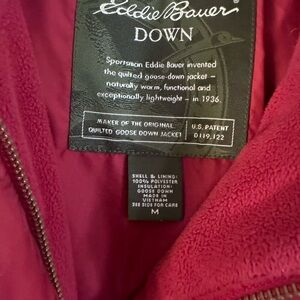 Eddie Bauer
DOWN
Sportsman Eddie Bauer invented
the quilted goose-down jacket –
naturally warm, functional and
exceptionally lightweight – in 1936.
MAKER OF THE ORIGINAL
QUILTED GOOSE DOWN JACKET
U.S. PATENT
D119,122
SHELL & LINING:
100% POLYESTER
INSULATION:
GOOSE DOWN
MADE IN
VIETNAM
SEE SIDE FOR CARE
M